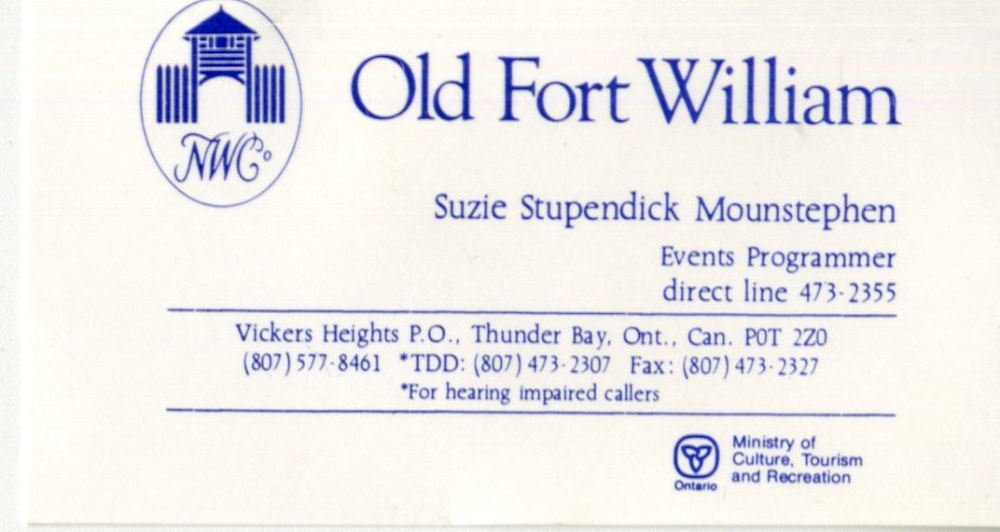 Old Fort William
NWCo
Suzie Stupendick Mounstephen
Events Programmer
direct line 473-2355
Vickers Heights P.O., Thunder Bay, Ont., Can. P0T 2Z0
(807) 577-8461 *TDD: (807) 473-2307 Fax: (807) 473-2327
*For hearing impaired callers
Ministry of
Culture, Tourism
and Recreation
Ontario